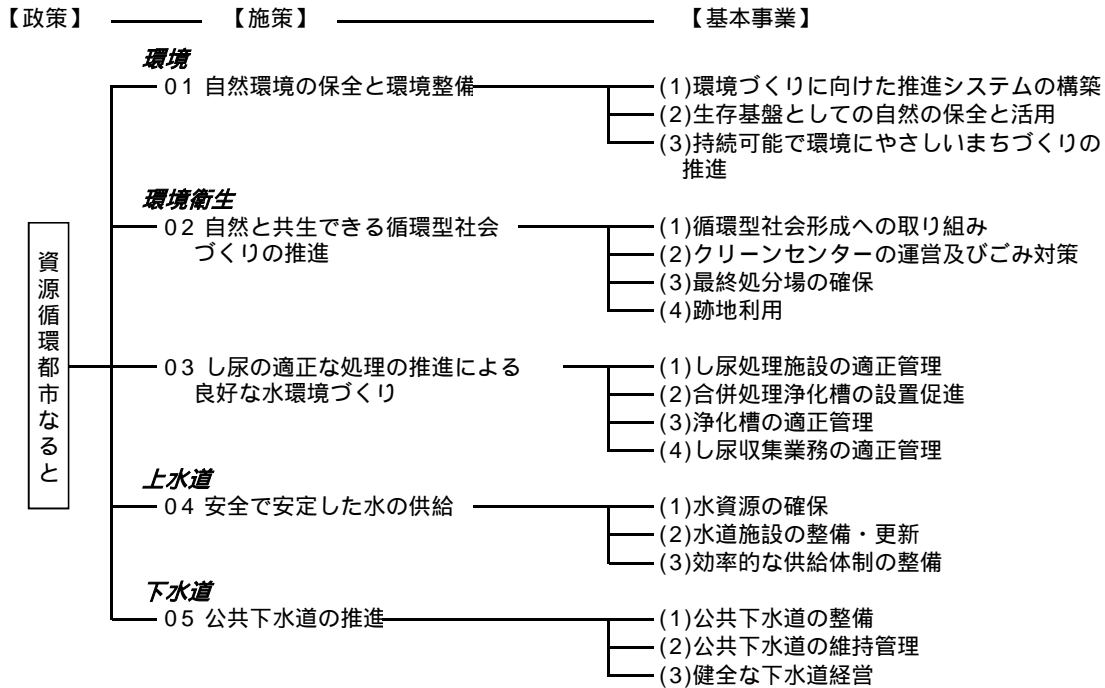 【政策】 【施策】 【基本事業】
環境
01 自然環境の保全と環境整備
(1)環境づくりに向けた推進システムの構築
(2)生存基盤としての自然の保全と活用
(3)持続可能で環境にやさしいまちづくりの
推進
環境衛生
02 自然と共生できる循環型社会
づくりの推進
(1)循環型社会形成への取り組み
(2)クリーンセンターの運営及びごみ対策
(3)最終処分場の確保
(4)跡地利用
資源循環都市なると
03 し尿の適正な処理の推進による
良好な水環境づくり
(1)し尿処理施設の適正管理
(2)合併処理浄化槽の設置促進
(3)浄化槽の適正管理
(4)し尿収集業務の適正管理
上水道
04 安全で安定した水の供給
(1)水資源の確保
(2)水道施設の整備・更新
(3)効率的な供給体制の整備
下水道
05 公共下水道の推進
(1)公共下水道の整備
(2)公共下水道の維持管理
(3)健全な下水道経営